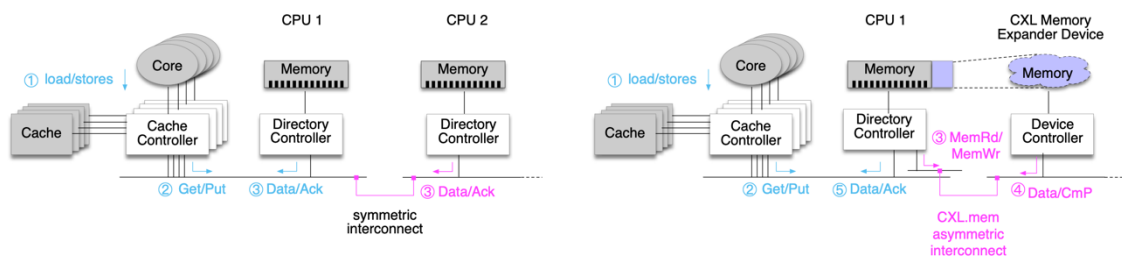 CPU 1
CPU 2
① load/stores
Core
Memory
Memory
Cache
Cache
Controller
Directory
Controller
Directory
Controller
② Get/Put
③ Data/Ack
③ Data/Ack
symmetric
interconnect
CPU 1
CXL Memory
Expander Device
① load/stores
Core
Memory
Memory
Cache
Cache
Controller
Directory
Controller
③ MemRd/
MemWr
Device
Controller
② Get/Put
⑤ Data/Ack
④ Data/CmP
CXL.mem
asymmetric
interconnect